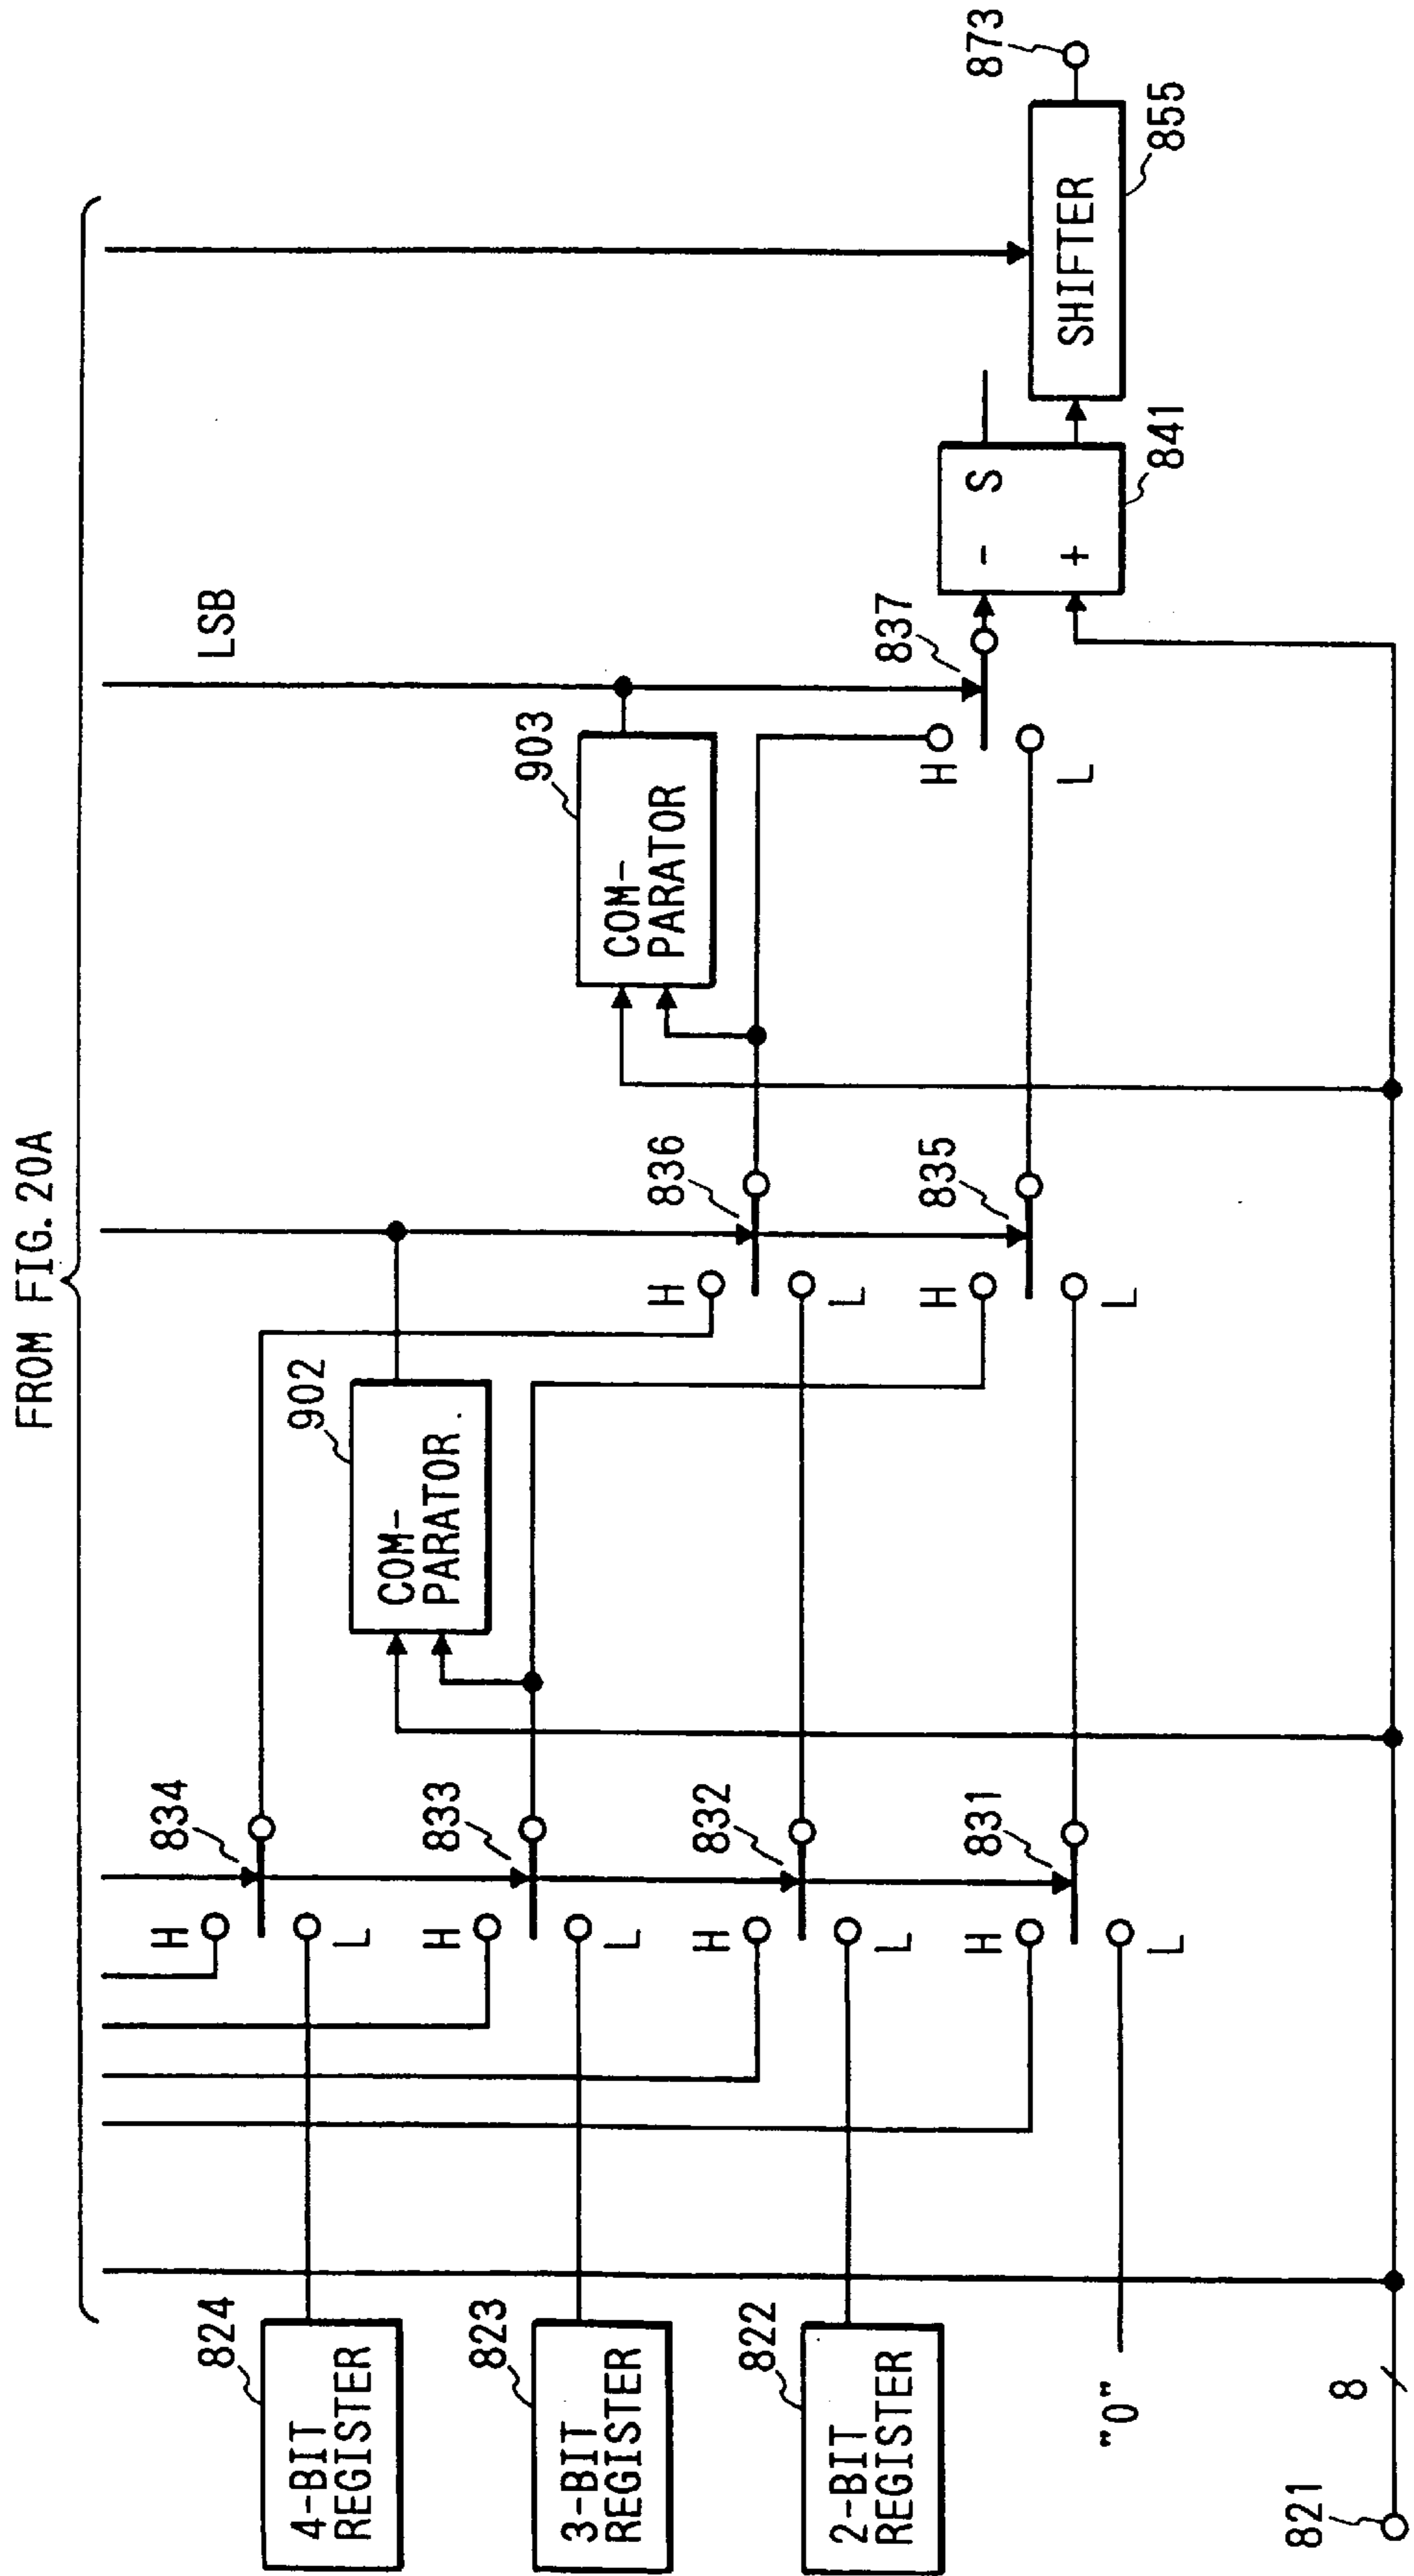 FROM FIG. 20A
LSB
873
SHIFTER
855
S
-
+
841
837
H
L
903
COM-
PARATOR
836
H
L
835
H
L
902
COM-
PARATOR
834
H
L
833
H
L
832
H
L
831
H
L
824
4-BIT
REGISTER
823
3-BIT
REGISTER
822
2-BIT
REGISTER
"0"
8
821